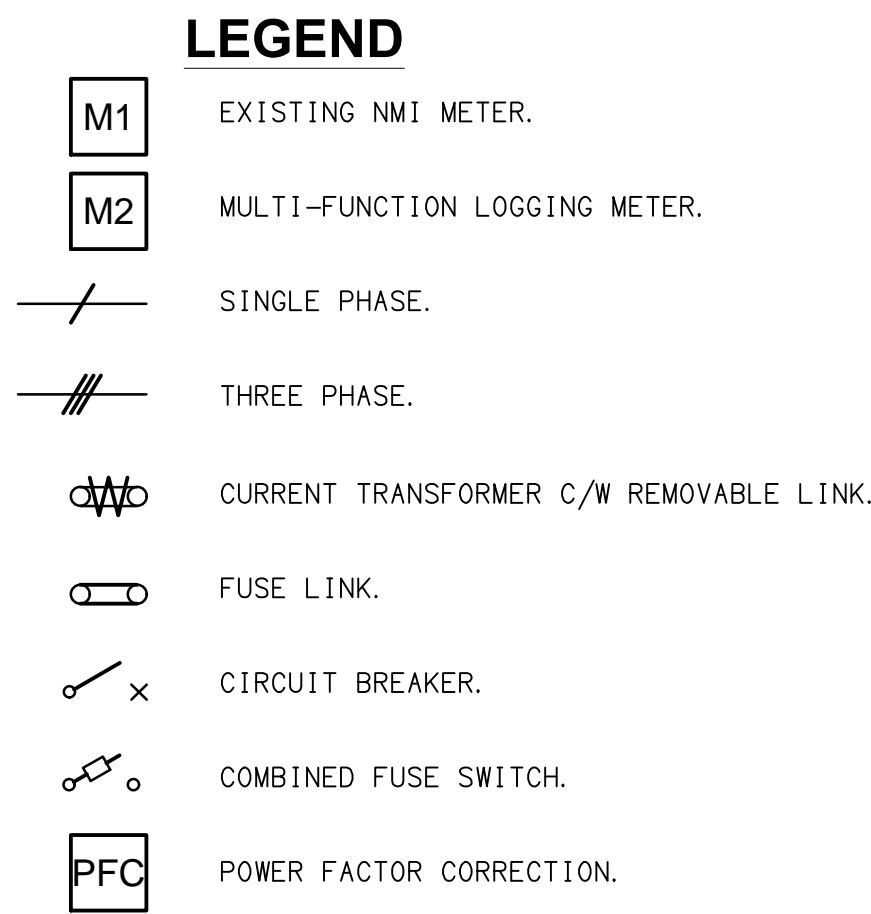 LEGEND
M1 EXISTING NMI METER.
M2 MULTI-FUNCTION LOGGING METER.
SINGLE PHASE.
THREE PHASE.
CURRENT TRANSFORMER C/W REMOVABLE LINK.
FUSE LINK.
CIRCUIT BREAKER.
COMBINED FUSE SWITCH.
PFC POWER FACTOR CORRECTION.